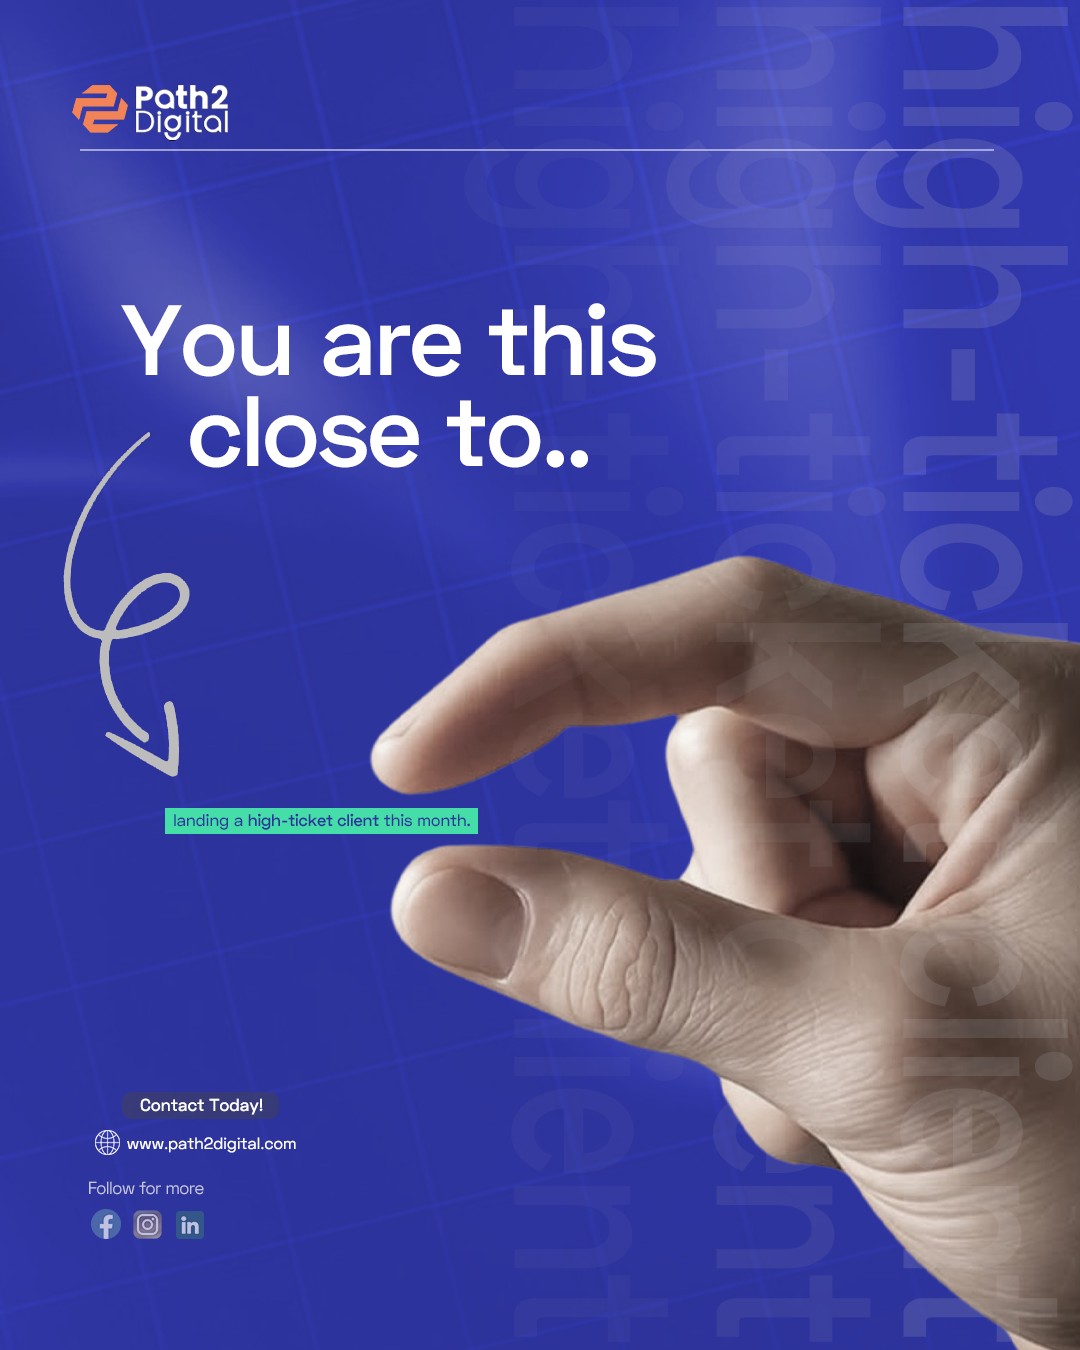 Path2
Digital
You are this
close to..
landing a high-ticket client this month.
Contact Today!
www.path2digital.com
Follow for more
f
in
high-ticket client
high-ticket client
high-ticket client